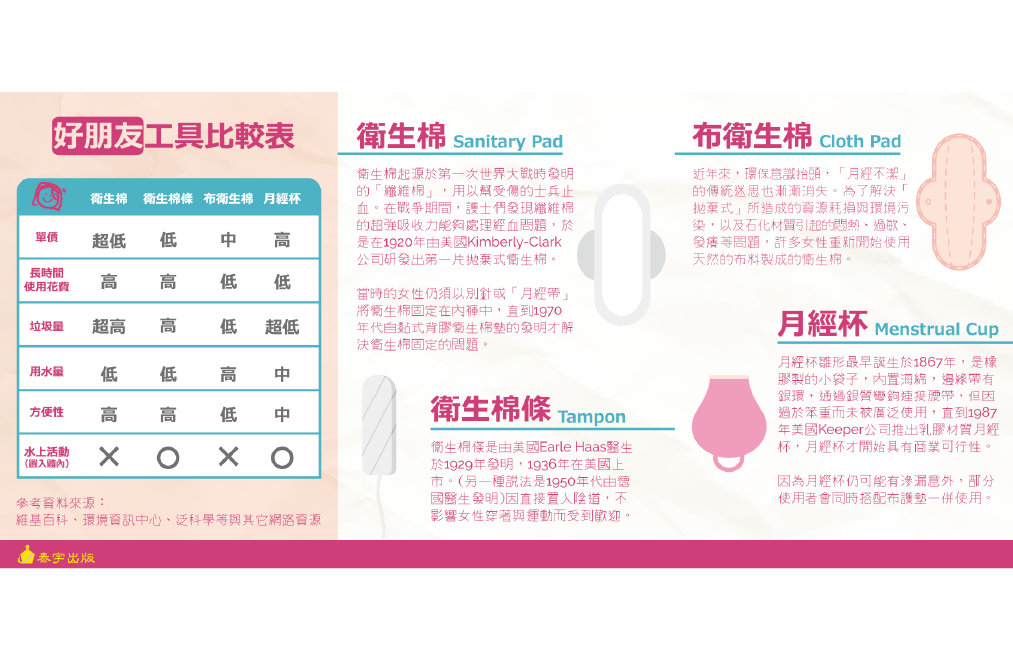 好朋友工具比較表
衛生棉 衛生棉條 布衛生棉 月經杯
單價 超低 低 中 高
長時間
使用花費 高 高 低 低
垃圾量 超高 高 低 超低
用水量 低 低 高 中
方便性 高 高 低 中
水上活動
(置入體內) ✕ ○ ✕ ○
參考資料來源:
維基百科、環境資訊中心、泛科學等與其它網路資源
衛生棉 Sanitary Pad
衛生棉起源於第一次世界大戰時發明
的「纖維棉」,用以幫受傷的士兵止
血。在戰爭期間,護士們發現纖維棉
的超強吸收力能夠處理經血問題,於
是在1920年由美國Kimberly-Clark
公司研發出第一片拋棄式衛生棉。
當時的女性仍須以別針或「月經帶」
將衛生棉固定在內褲中,直到1970
年代自黏式背膠衛生棉墊的發明才解
決衛生棉固定的問題。
衛生棉條 Tampon
衛生棉條是由美國Earle Haas醫生
於1929年發明,1936年在美國上
市。(另一種說法是1950年代由德
國醫生發明)因直接置入陰道,不
影響女性穿著與運動而受到歡迎。
布衛生棉 Cloth Pad
近年來,環保意識抬頭,「月經不潔」
的傳統迷思也漸漸消失。為了解決「
拋棄式」所造成的資源耗損與環境污
染,以及石化材質引起的悶熱、過敏、
發癢等問題,許多女性重新開始使用
天然的布料製成的衛生棉。
月經杯 Menstrual Cup
月經杯雛形最早誕生於1867年,是橡
膠製的小袋子,內置海綿,邊緣帶有
銀環,通過銀質彎鉤連接腰帶,但因
過於笨重而未被廣泛使用,直到1987
年美國Keeper公司推出乳膠材質月經
杯,月經杯才開始具有商業可行性。
因為月經杯仍可能有滲漏意外,部分
使用者會同時搭配布護墊一併使用。
泰宇出版